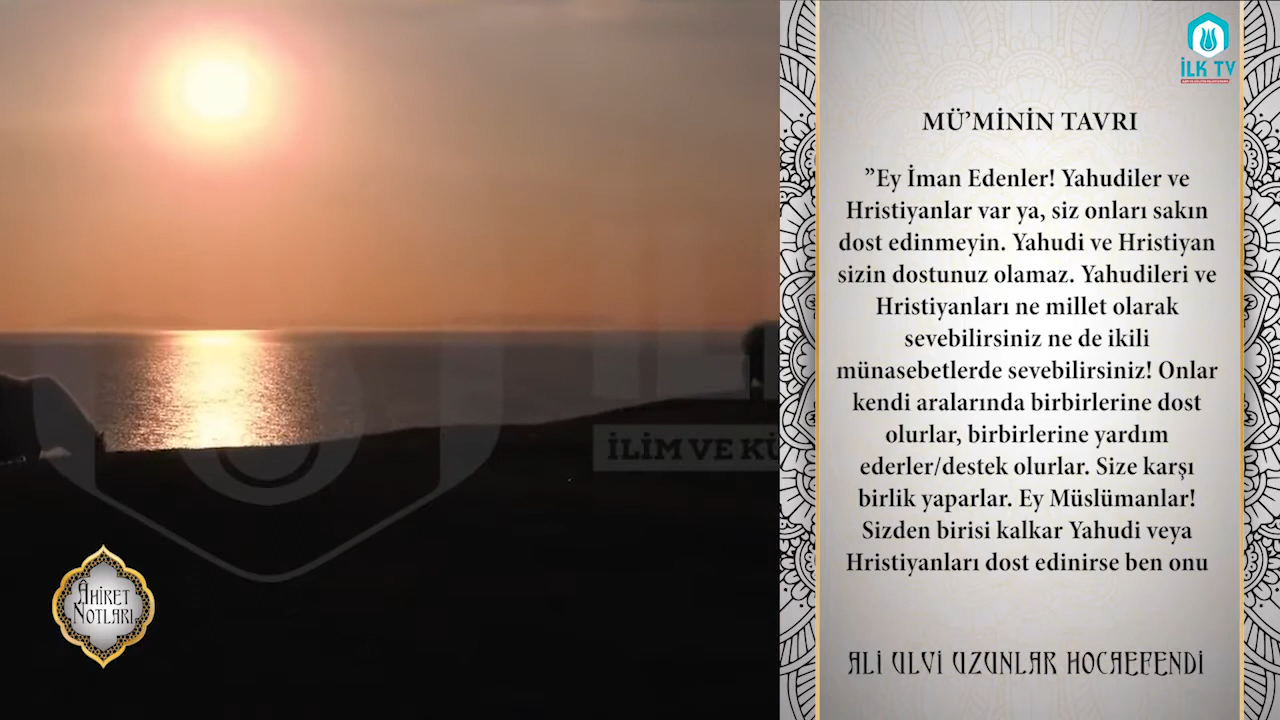 İLK TV
MÜ'MİNİN TAVRI
”Ey İman Edenler! Yahudiler ve
Hristiyanlar var ya, siz onları sakın
dost edinmeyin. Yahudi ve Hristiyan
sizin dostunuz olamaz. Yahudileri ve
Hristiyanları ne millet olarak
sevebilirsiniz ne de ikili
münasebetlerde sevebilirsiniz! Onlar
kendi aralarında birbirlerine dost
olurlar, birbirlerine yardım
ederler/destek olurlar. Size karşı
birlik yaparlar. Ey Müslümanlar!
Sizden birisi kalkar Yahudi veya
Hristiyanları dost edinirse ben onu
ALİ ULVİ UZUNLAR HOCAEFENDİ
İLİM VE KÜ
AHİRET
NOTLARI